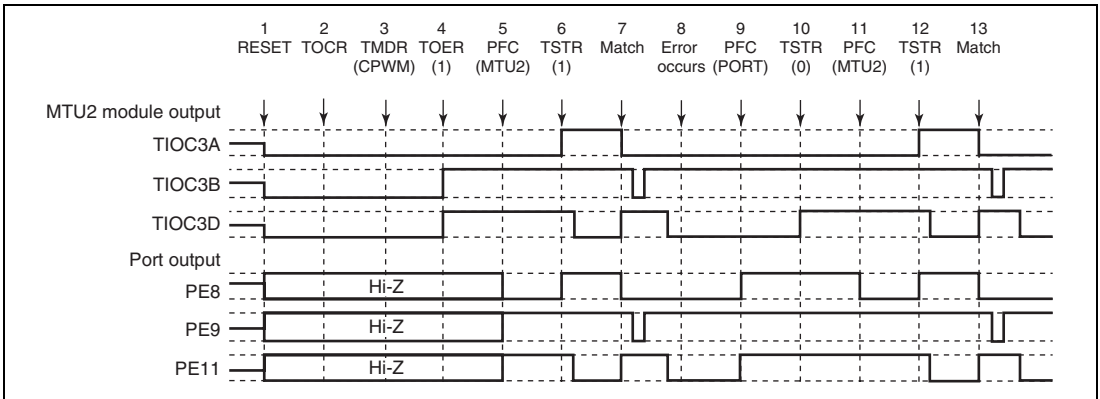 1 2 3 4 5 6 7 8 9 10 11 12 13
RESET TOCR TMDR TOER PFC TSTR Match Error PFC TSTR PFC TSTR Match
(CPWM) (1) (MTU2) (1) occurs (PORT) (0) (MTU2) (1)
MTU2 module output
TIOC3A
TIOC3B
TIOC3D
Port output
PE8 Hi-Z
PE9 Hi-Z
PE11 Hi-Z